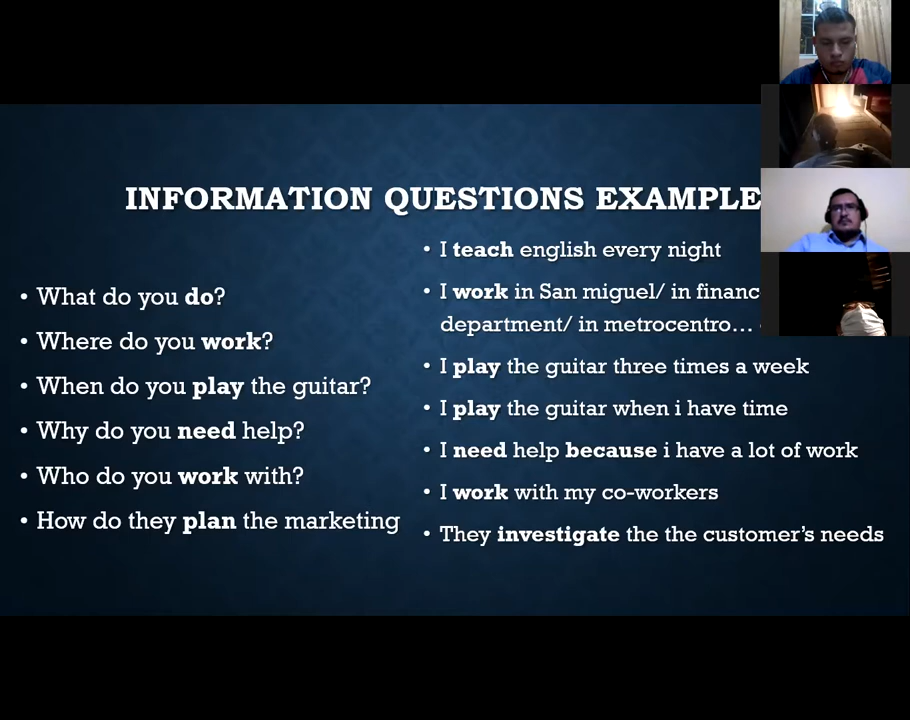 INFORMATION QUESTIONS EXAMPLE
• What do you do?
• Where do you work?
• When do you play the guitar?
• Why do you need help?
• Who do you work with?
• How do they plan the marketing
• I teach english every night
• I work in San miguel/ in financ
department/ in metrocentro…
• I play the guitar three times a week
• I play the guitar when i have time
• I need help because i have a lot of work
• I work with my co-workers
• They investigate the the customer’s needs